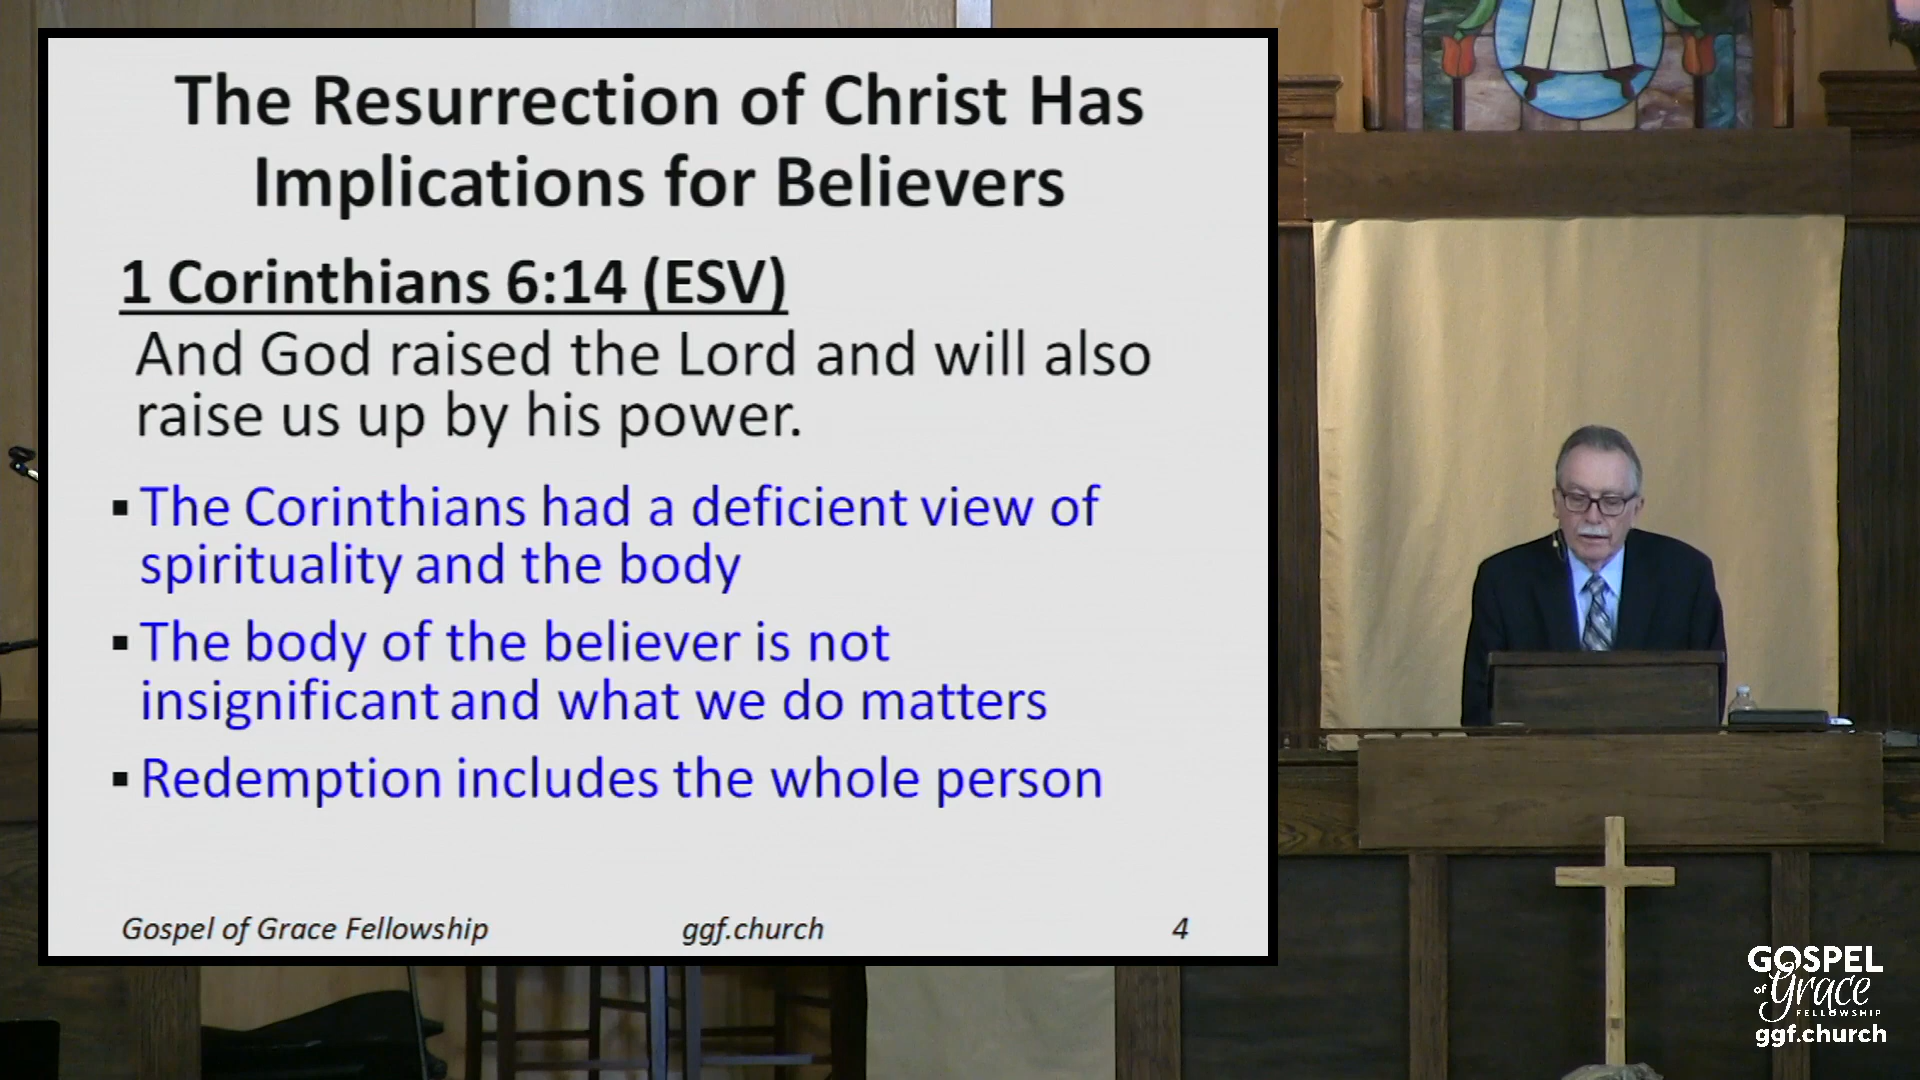 The Resurrection of Christ Has
Implications for Believers
1 Corinthians 6:14 (ESV)
And God raised the Lord and will also
raise us up by his power.
▪ The Corinthians had a deficient view of
spirituality and the body
▪ The body of the believer is not
insignificant and what we do matters
▪ Redemption includes the whole person
Gospel of Grace Fellowship ggf.church 4
GOSPEL
of Grace
FELLOWSHIP
ggf.church